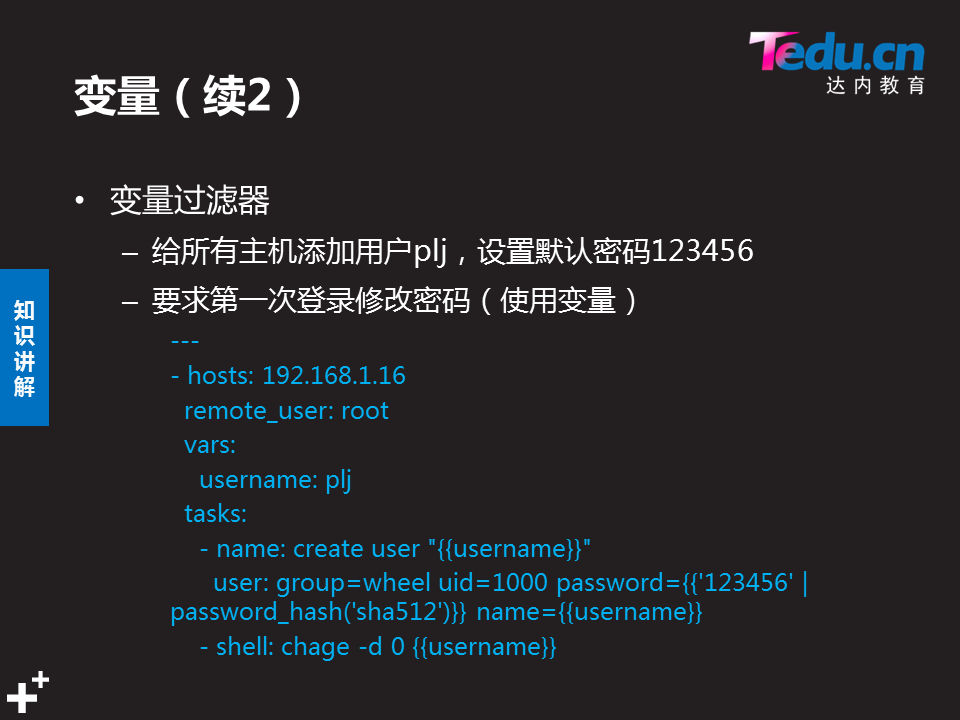 Tedu.cn
达内教育
变量（续2）
• 变量过滤器
– 给所有主机添加用户plj，设置默认密码123456
– 要求第一次登录修改密码（使用变量）
知识讲解
---
- hosts: 192.168.1.16
remote_user: root
vars:
username: plj
tasks:
- name: create user "{{username}}"
user: group=wheel uid=1000 password={{'123456' |
password_hash('sha512')}} name={{username}}
- shell: chage -d 0 {{username}}